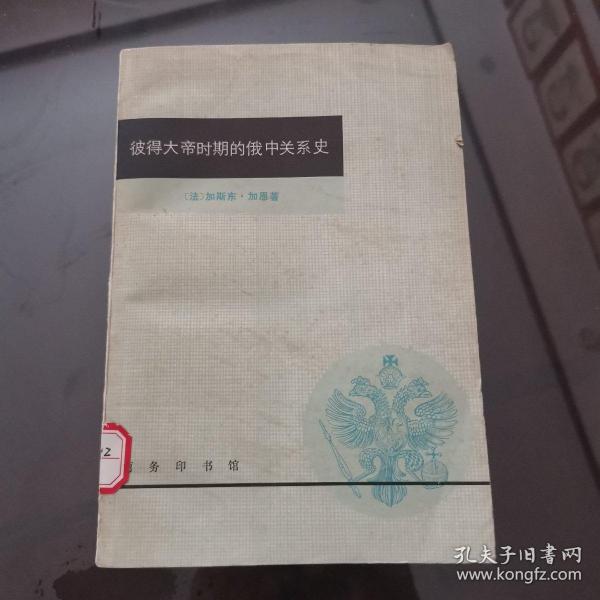 彼得大帝时期的俄中关系史
〔法〕加斯东·加恩著
商务印书馆
孔夫子旧书网
www.kongfz.com